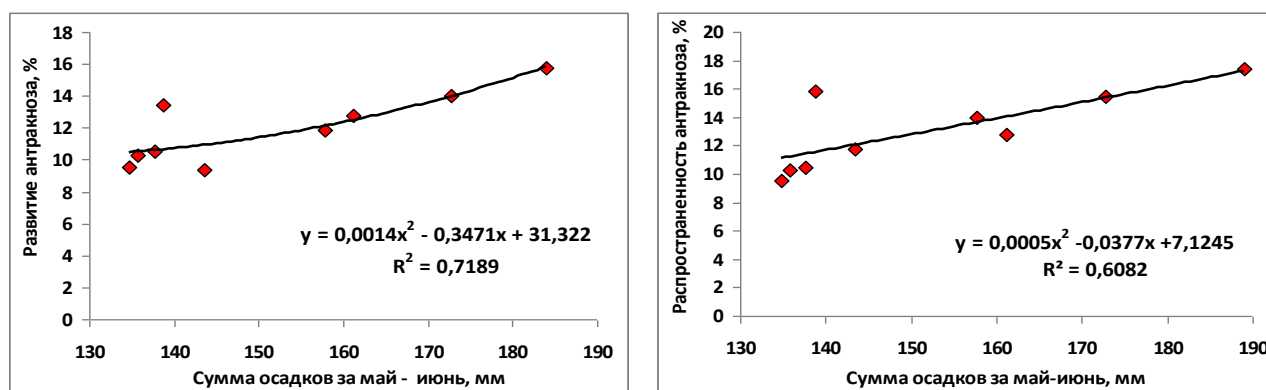 Развитие антракноза, %
18
16
14
12
10
8
6
4
2
0
y = 0,0014x² - 0,3471x + 31,322
R² = 0,7189
130 140 150 160 170 180 190
Сумма осадков за май - июнь, мм
Распространенность антракноза, %
20
18
16
14
12
10
8
6
4
2
0
y = 0,0005x² -0,0377x +7,1245
R² = 0,6082
130 140 150 160 170 180 190
Сумма осадков за май-июнь, мм